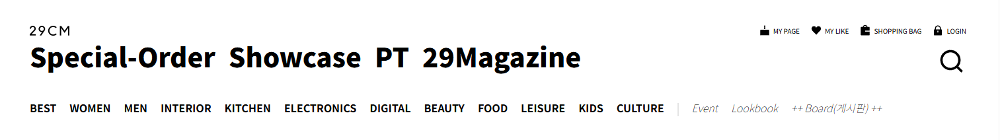 29CM
MY PAGE MY LIKE SHOPPING BAG LOGIN
Special-Order Showcase PT 29Magazine
BEST WOMEN MEN INTERIOR KITCHEN ELECTRONICS DIGITAL BEAUTY FOOD LEISURE KIDS CULTURE | Event Lookbook ++ Board(게시판) ++